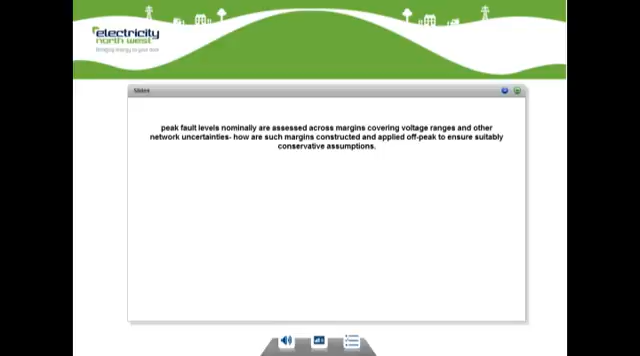 electricity
north west
Bringing energy to your door
peak fault levels nominally are assessed across margins covering voltage ranges and other
network uncertainties- how are such margins constructed and applied off-peak to ensure suitably
conservative assumptions.